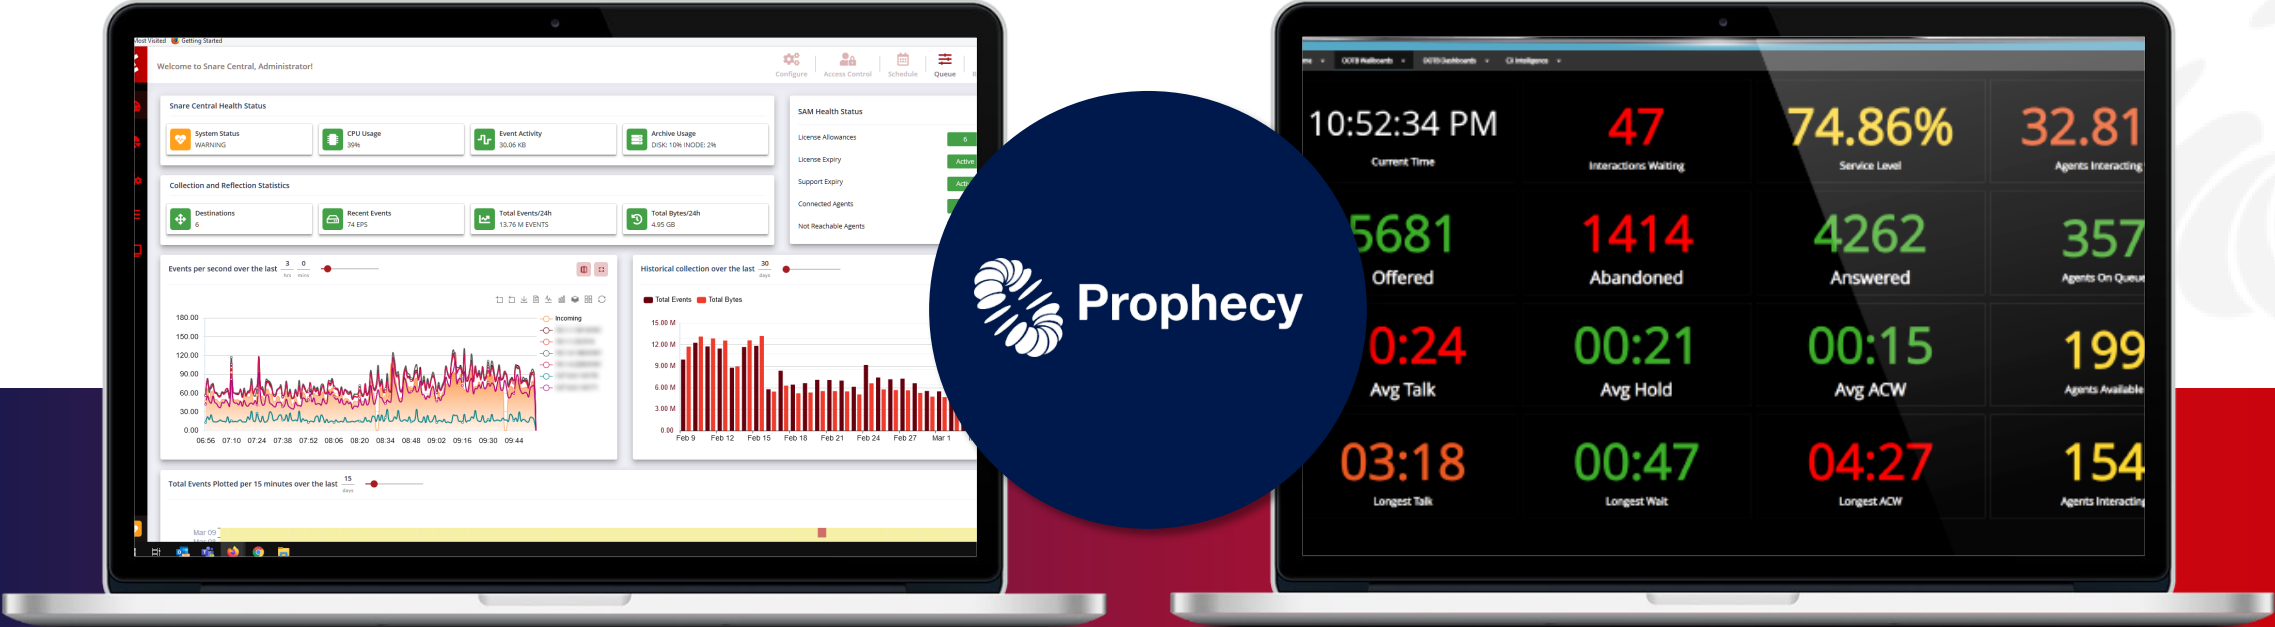 Most Visited Getting Started
Welcome to Snare Central, Administrator!
Configure
Access Control
Schedule
Queue
Snare Central Health Status
System Status
WARNING
CPU Usage
39%
Event Activity
30.06 KB
Archive Usage
DISK: 10% INODE: 2%
Collection and Reflection Statistics
Destinations
6
Recent Events
74 EPS
Total Events/24h
13.76 M EVENTS
Total Bytes/24h
4.95 GB
SAM Health Status
License Allowances 6
License Expiry Active
Support Expiry
Connected Agents
Not Reachable Agents
Events per second over the last 3 0
hrs mins
Incoming
180.00
150.00
120.00
90.00
60.00
30.00
0.00
06:56 07:10 07:24 07:38 07:52 08:06 08:20 08:34 08:48 09:02 09:16 09:30 09:44
Historical collection over the last 30
days
Total Events Total Bytes
15.00 M
12.00 M
9.00 M
6.00 M
3.00 M
0.00
Feb 9 Feb 12 Feb 15 Feb 18 Feb 21 Feb 24 Feb 27 Mar 1
Total Events Plotted per 15 minutes over the last 15
days
Mar 09
Prophecy
OOTB Wallboards OOTB Dashboards CX Intelligence
10:52:34 PM
Current Time
47
Interactions Waiting
74.86%
Service Level
32.81
Agents Interacting
5681
Offered
1414
Abandoned
4262
Answered
357
Agents On Queue
0:24
Avg Talk
00:21
Avg Hold
00:15
Avg ACW
199
Agents Available
03:18
Longest Talk
00:47
Longest Wait
04:27
Longest ACW
154
Agents Interacting